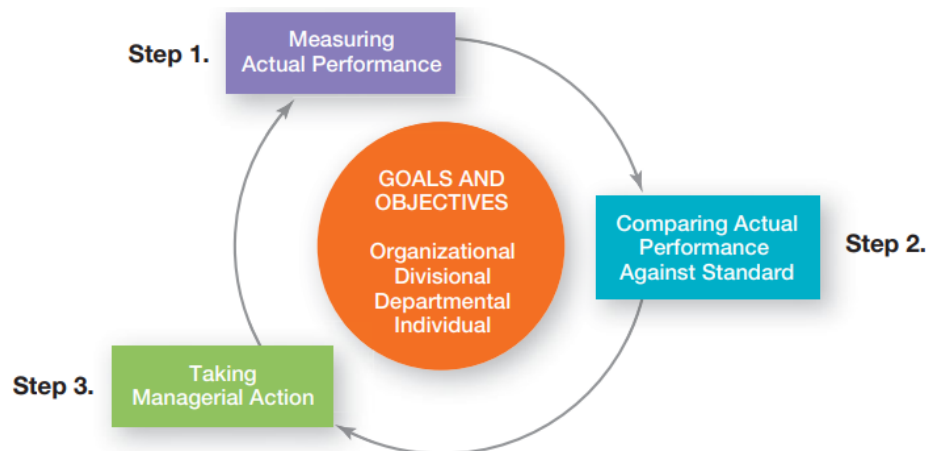 Step 1.
Measuring
Actual Performance
GOALS AND
OBJECTIVES
Organizational
Divisional
Departmental
Individual
Comparing Actual
Performance
Against Standard
Step 2.
Step 3.
Taking
Managerial Action